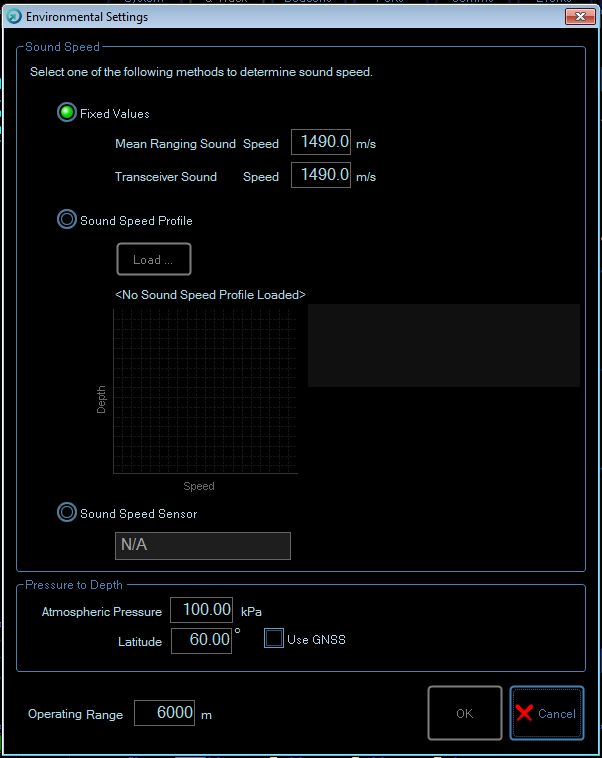 Environmental Settings
Sound Speed
Select one of the following methods to determine sound speed.
Fixed Values
Mean Ranging Sound Speed 1490.0 m/s
Transceiver Sound Speed 1490.0 m/s
Sound Speed Profile
Load ...
<No Sound Speed Profile Loaded>
Depth
Speed
Sound Speed Sensor
N/A
Pressure to Depth
Atmospheric Pressure 100.00 kPa
Latitude 60.00 ° Use GNSS
Operating Range 6000 m
OK Cancel